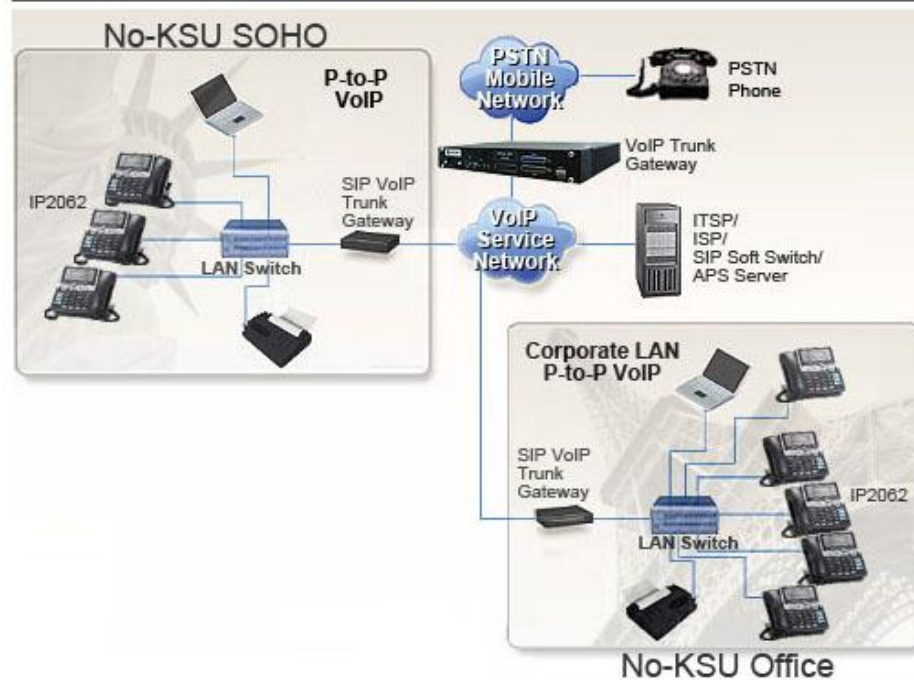 No-KSU SOHO
P-to-P
VoIP
IP2062
LAN Switch
SIP VoIP
Trunk
Gateway
PSTN
Mobile
Network
PSTN
Phone
VoIP Trunk
Gateway
VoIP
Service
Network
ITSP/
ISP/
SIP Soft Switch/
APS Server
Corporate LAN
P-to-P VoIP
SIP VoIP
Trunk
Gateway
LAN Switch
IP2062
No-KSU Office